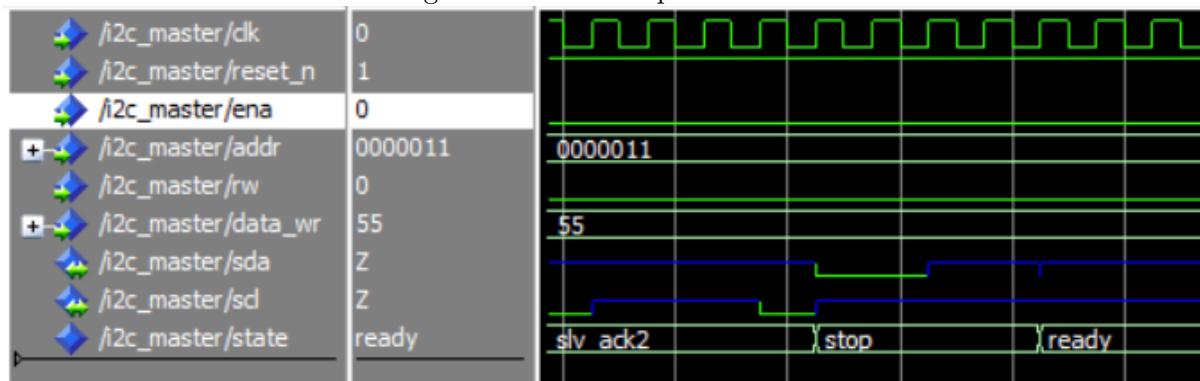 /i2c_master/clk 0
/i2c_master/reset_n 1
/i2c_master/ena 0
/i2c_master/addr 0000011 0000011
/i2c_master/rw 0
/i2c_master/data_wr 55 55
/i2c_master/sda Z
/i2c_master/scl Z
/i2c_master/state ready slv_ack2 stop ready